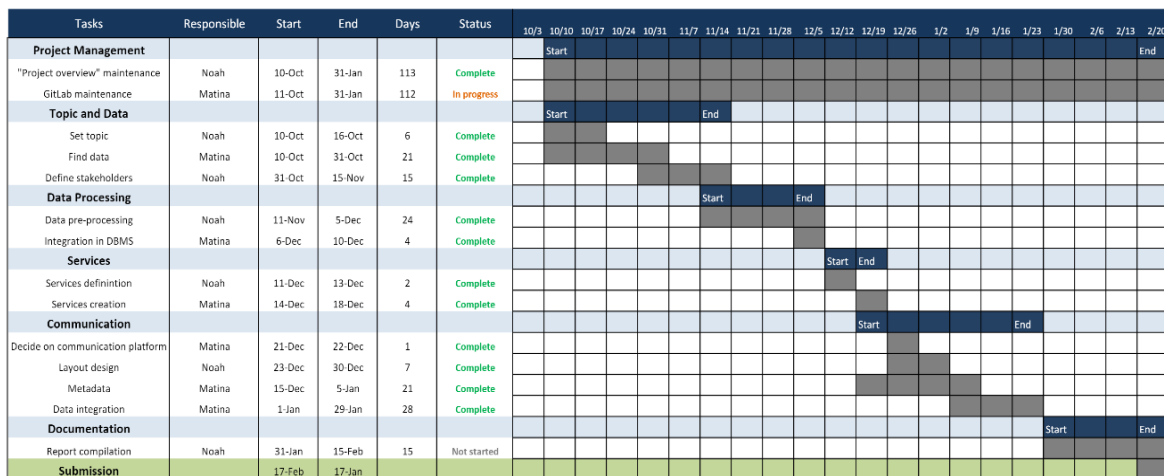 Tasks Responsible Start End Days Status 10/3 10/10 10/17 10/24 10/31 11/7 11/14 11/21 11/28 12/5 12/12 12/19 12/26 1/2 1/9 1/16 1/23 1/30 2/6 2/13 2/20
Project Management Start End
"Project overview" maintenance Noah 10-Oct 31-Jan 113 Complete
GitLab maintenance Matina 11-Oct 31-Jan 112 In progress
Topic and Data Start End
Set topic Noah 10-Oct 16-Oct 6 Complete
Find data Matina 10-Oct 31-Oct 21 Complete
Define stakeholders Noah 31-Oct 15-Nov 15 Complete
Data Processing Start End
Data pre-processing Noah 11-Nov 5-Dec 24 Complete
Integration in DBMS Matina 6-Dec 10-Dec 4 Complete
Services Start End
Services definintion Noah 11-Dec 13-Dec 2 Complete
Services creation Matina 14-Dec 18-Dec 4 Complete
Communication Start End
Decide on communication platform Matina 21-Dec 22-Dec 1 Complete
Layout design Noah 23-Dec 30-Dec 7 Complete
Metadata Matina 15-Dec 5-Jan 21 Complete
Data integration Matina 1-Jan 29-Jan 28 Complete
Documentation Start End
Report compilation Noah 31-Jan 15-Feb 15 Not started
Submission 17-Feb 17-Jan